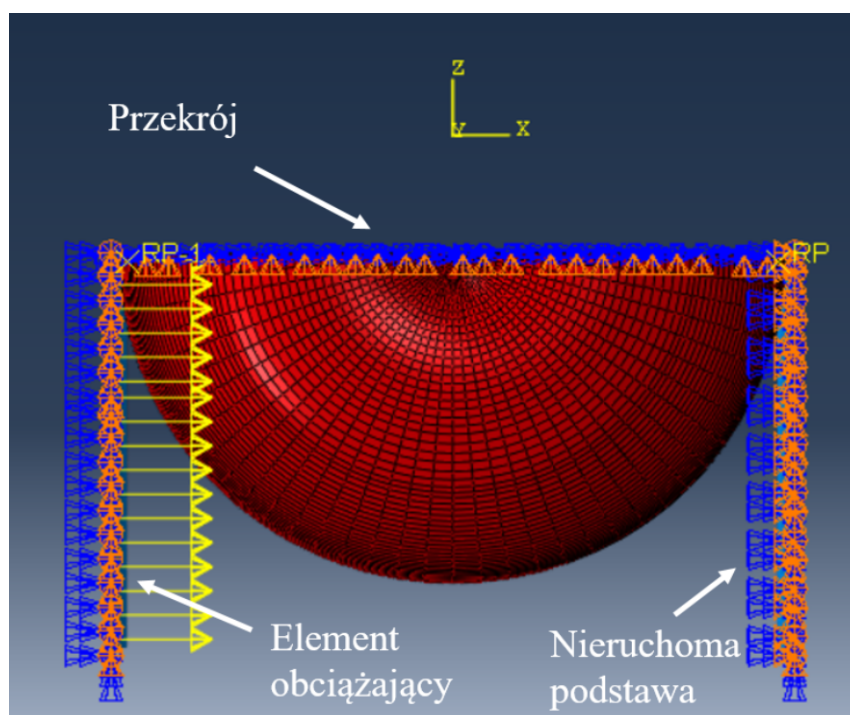 Z
Przekrój
Y X
RP-1 RP
Element
obciążający
Nieruchoma
podstawa